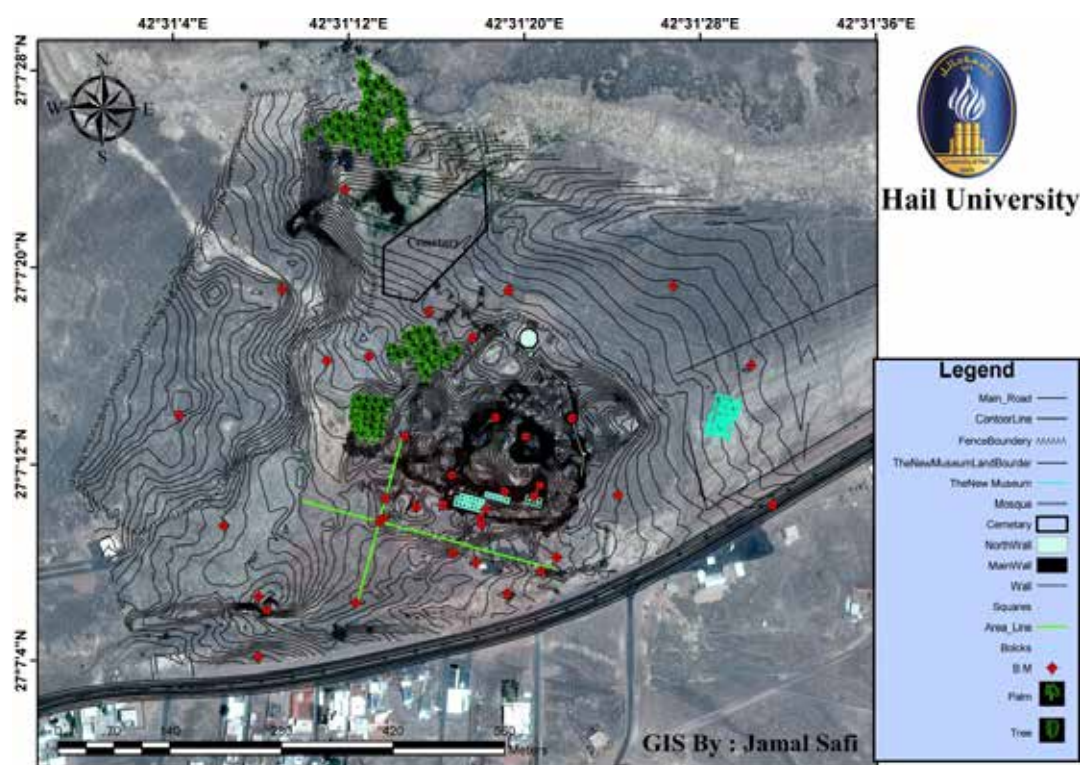 42°31'4"E
42°31'12"E
42°31'20"E
42°31'28"E
42°31'36"E
27°7'28"N
27°7'20"N
27°7'12"N
27°7'4"N
N
W E
S
Cemetary
Hail University
Legend
Main_Road
ContoorLine
FenceBoundery
TheNewMuseumLandBourder
TheNew Museum
Mosque
Cemetary
NorthWall
MainWall
Wall
Squares
Area_Line
Bolcks
B.M
Palm
Tree
0 70 140 280 420 560
Meters
GIS By : Jamal Safi